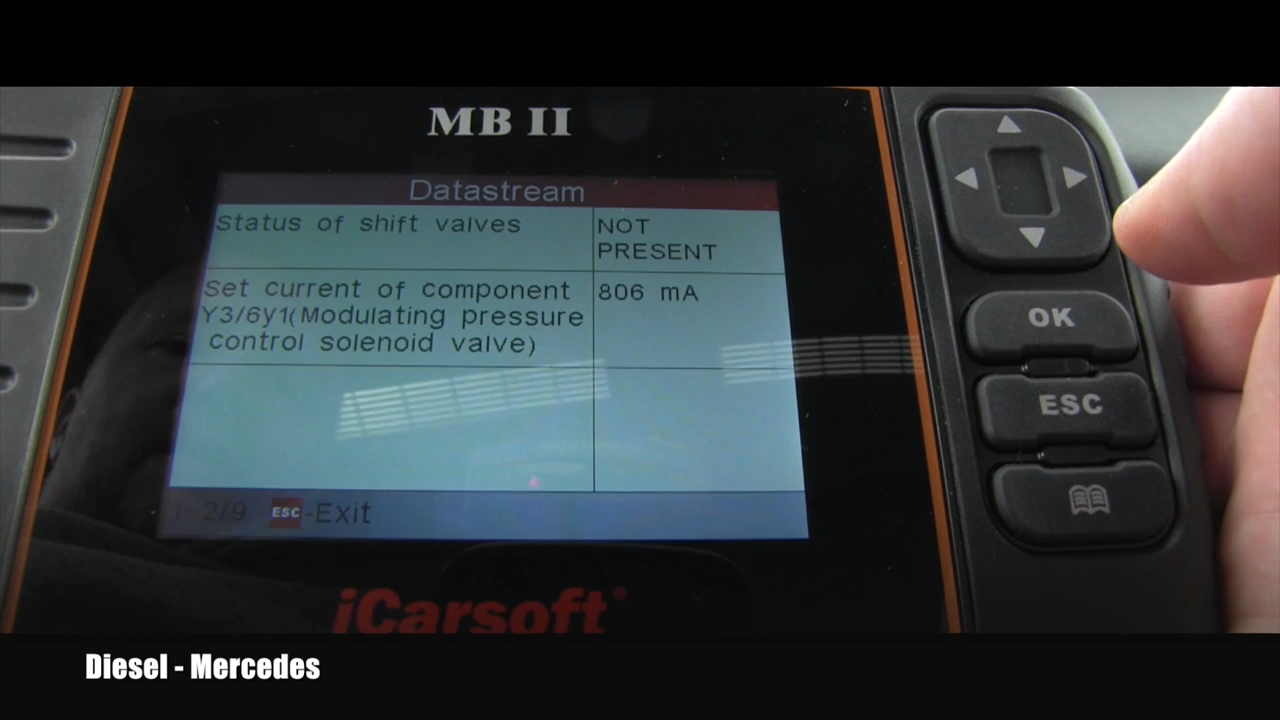 MB II
Datastream
Status of shift valves
NOT
PRESENT
Set current of component
Y3/6y1(Modulating pressure
control solenoid valve)
806 mA
1- 2/9 ESC -Exit
OK
ESC
iCarsoft®
Diesel - Mercedes